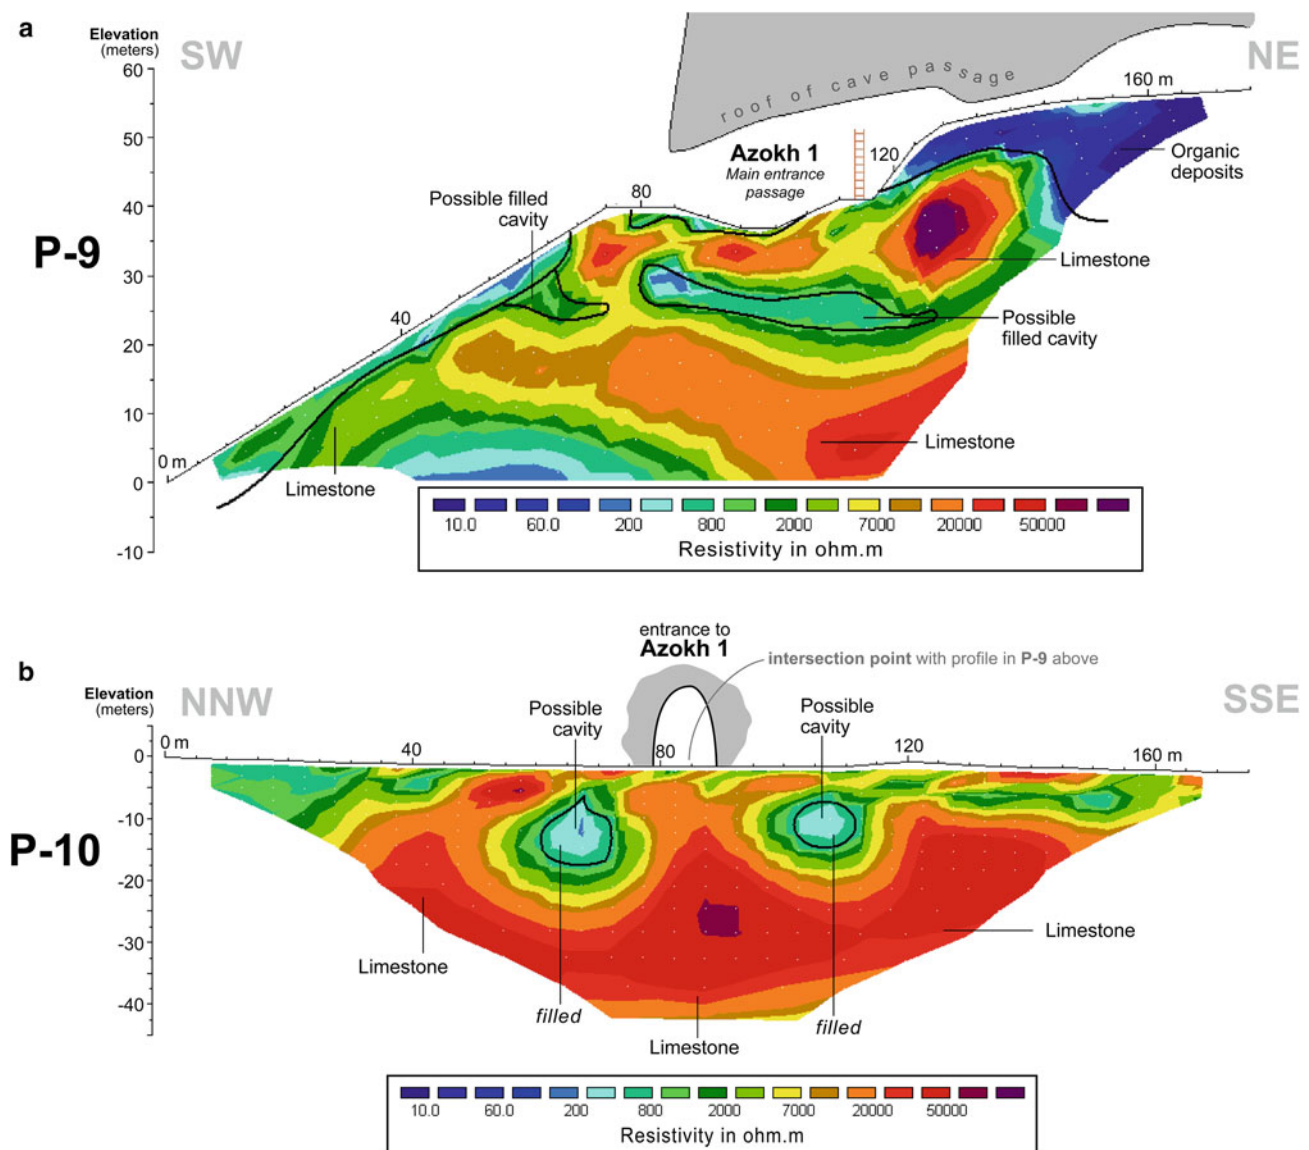 a
Elevation
(meters)
SW
NE
roof of cave passage
60
50
40
30
20
10
0
-10
P-9
0 m
40
80
120
160 m
Azokh 1
Main entrance
passage
Possible filled
cavity
Organic
deposits
Limestone
Possible
filled cavity
Limestone
Limestone
10.0 60.0 200 800 2000 7000 20000 50000
Resistivity in ohm.m
entrance to
Azokh 1
intersection point with profile in P-9 above
b
Elevation
(meters)
NNW
SSE
Possible
cavity
Possible
cavity
0 m
40
80
120
160 m
0
-10
-20
-30
-40
P-10
Limestone
filled
Limestone
filled
Limestone
10.0 60.0 200 800 2000 7000 20000 50000
Resistivity in ohm.m